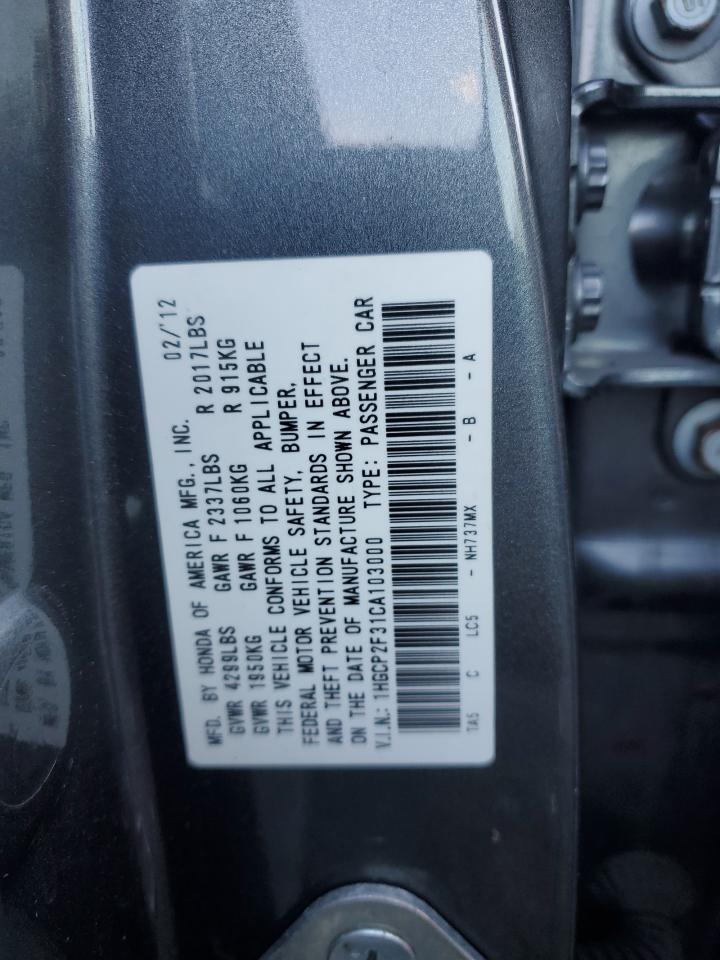 MFD. BY HONDA OF AMERICA MFG., INC. 02/'12
GVWR 4299LBS GAWR F 2337LBS R 2017LBS
GVWR 1950KG GAWR F 1060KG R 915KG
THIS VEHICLE CONFORMS TO ALL APPLICABLE
FEDERAL MOTOR VEHICLE SAFETY, BUMPER,
AND THEFT PREVENTION STANDARDS IN EFFECT
ON THE DATE OF MANUFACTURE SHOWN ABOVE.
V.I.N.: 1HGCP2F31CA103000 TYPE: PASSENGER CAR
TA5 C LC5 - NH737MX - B - A